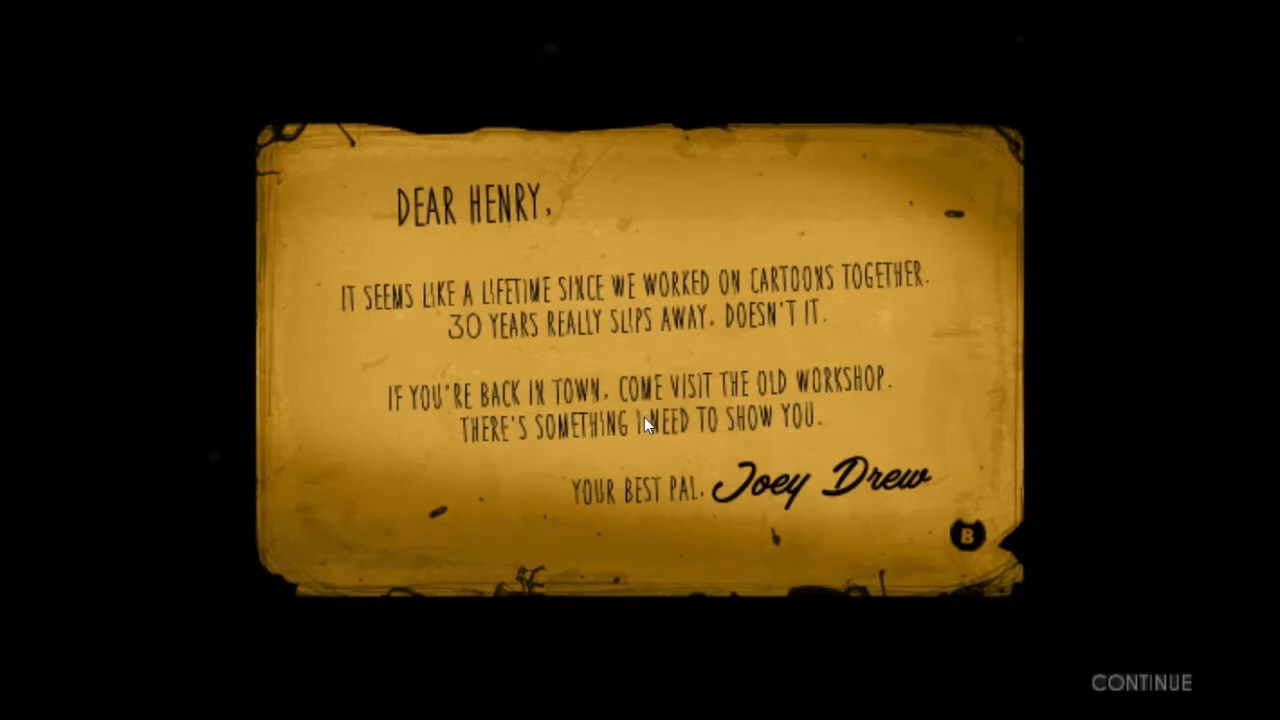 DEAR HENRY,
IT SEEMS LIKE A LIFETIME SINCE WE WORKED ON CARTOONS TOGETHER.
30 YEARS REALLY SLIPS AWAY, DOESN'T IT.
IF YOU'RE BACK IN TOWN, COME VISIT THE OLD WORKSHOP.
THERE'S SOMETHING I NEED TO SHOW YOU.
YOUR BEST PAL, Joey Drew
B
CONTINUE